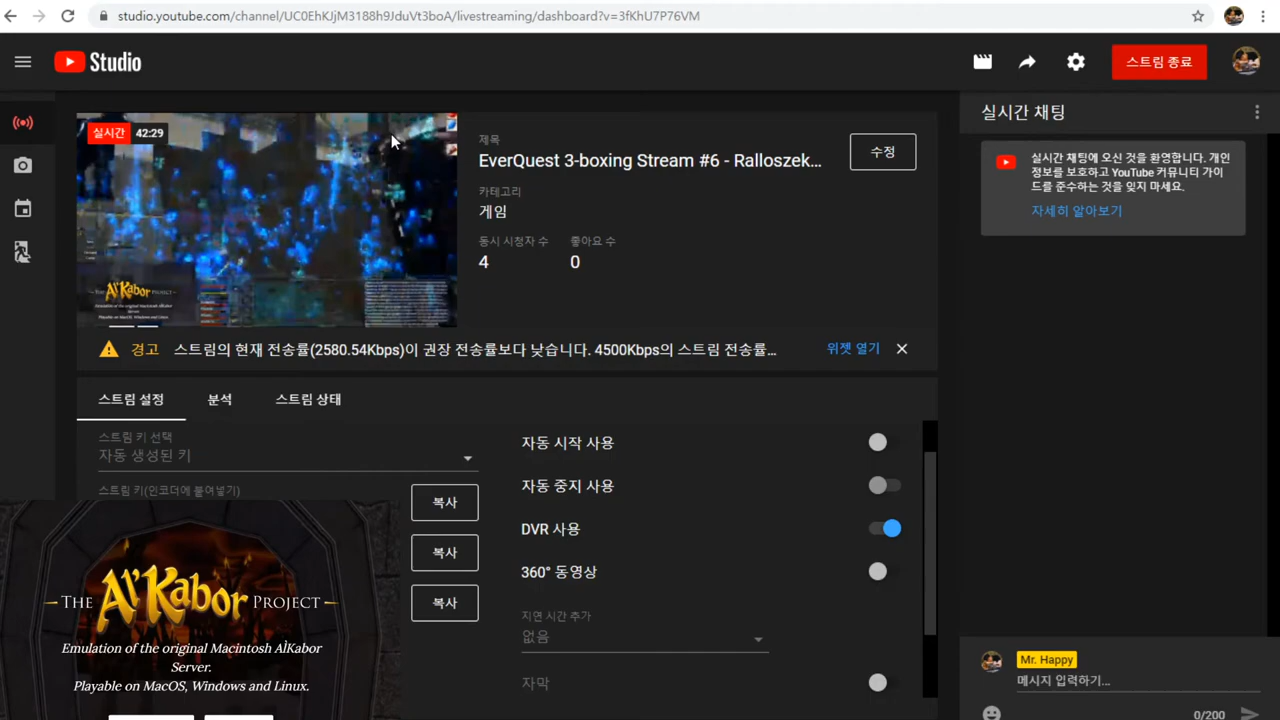 studio.youtube.com/channel/UC0EhKJjM3188h9JduVt3boA/livestreaming/dashboard?v=3fKhU7P76VM
Studio
스트림 종료
실시간 42:29
제목
EverQuest 3-boxing Stream #6 - Ralloszek...
수정
카테고리
게임
동시 시청자 수
좋아요 수
4
0
Al'Kabor
경고
스트림의 현재 전송률(2580.54Kbps)이 권장 전송률보다 낮습니다. 4500Kbps의 스트림 전송률...
위젯 열기
스트림 설정
분석
스트림 상태
스트림 키 선택
자동 생성된 키
스트림 키(인코더에 붙여넣기)
복사
복사
복사
자동 시작 사용
자동 중지 사용
DVR 사용
360° 동영상
지연 시간 추가
없음
자막
THE Al'Kabor PROJECT
Emulation of the original Macintosh Al'Kabor
Server.
Playable on MacOS, Windows and Linux.
실시간 채팅
실시간 채팅에 오신 것을 환영합니다. 개인
정보를 보호하고 YouTube 커뮤니티 가이
드를 준수하는 것을 잊지 마세요.
자세히 알아보기
Mr. Happy
메시지 입력하기...
0/200